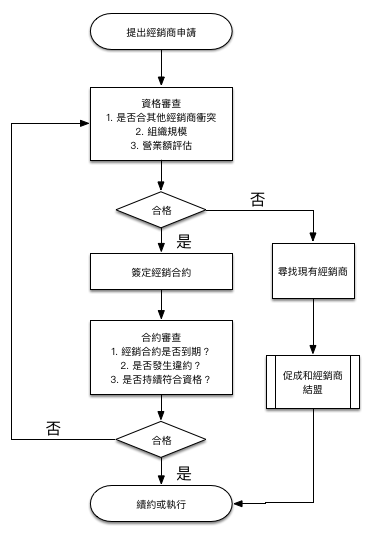 提出經銷商申請
資格審查
1. 是否合其他經銷商衝突
2. 組織規模
3. 營業額評估
合格
否
是
簽定經銷合約
尋找現有經銷商
合約審查
1. 經銷合約是否到期？
2. 是否發生違約？
3. 是否持續符合資格？
促成和經銷商
結盟
合格
否
是
續約或執行